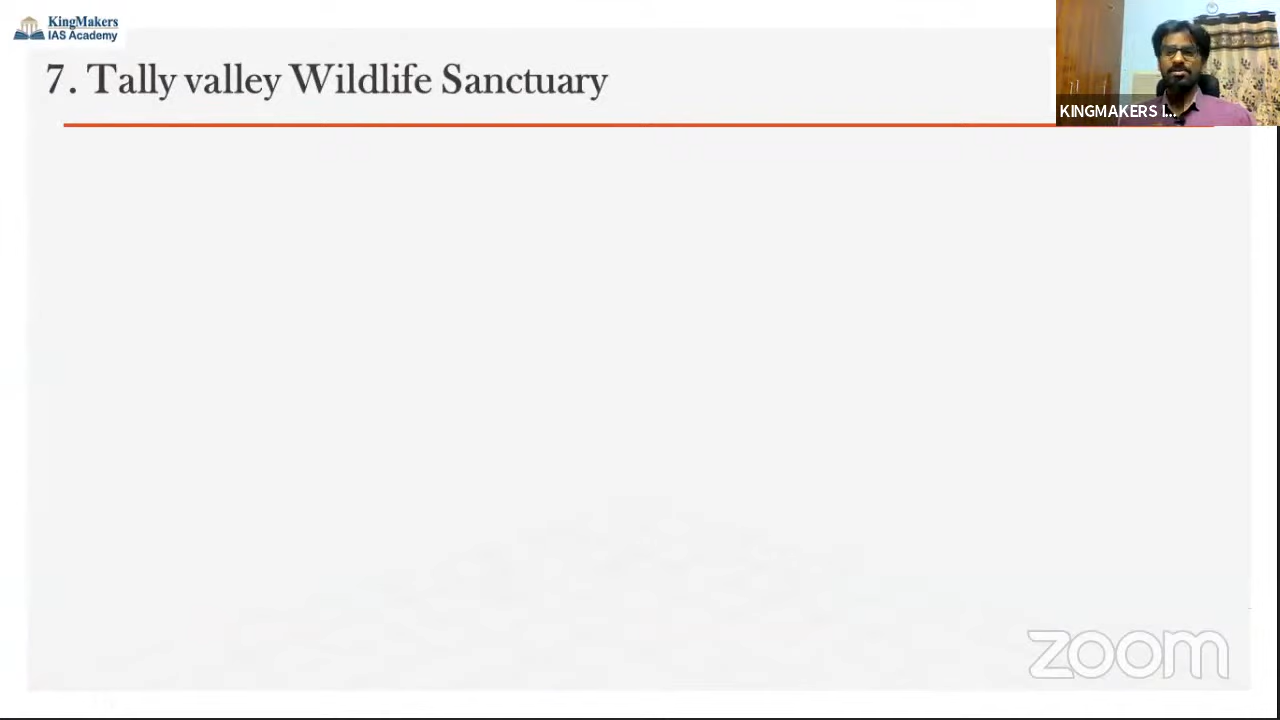 KingMakers
IAS Academy
7. Tally valley Wildlife Sanctuary
KINGMAKERS I...
zoom